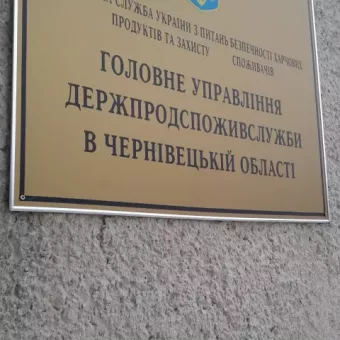 СЛУЖБА УКРАЇНИ З ПИТАНЬ БЕЗПЕЧНОСТІ ХАРЧОВИХ
ПРОДУКТІВ ТА ЗАХИСТУ СПОЖИВАЧІВ
ГОЛОВНЕ УПРАВЛІННЯ
ДЕРЖПРОДСПОЖИВСЛУЖБИ
В ЧЕРНІВЕЦЬКІЙ ОБЛАСТІ